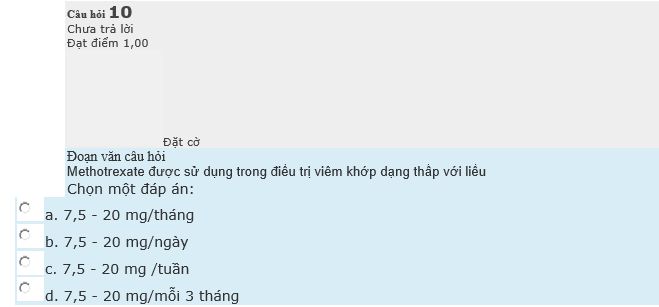 Câu hỏi 10
Chưa trả lời
Đạt điểm 1,00
Đặt cờ
Đoạn văn câu hỏi
Methotrexate được sử dụng trong điều trị viêm khớp dạng thấp với liều
Chọn một đáp án:
a. 7,5 - 20 mg/tháng
b. 7,5 - 20 mg/ngày
c. 7,5 - 20 mg /tuần
d. 7,5 - 20 mg/mỗi 3 tháng